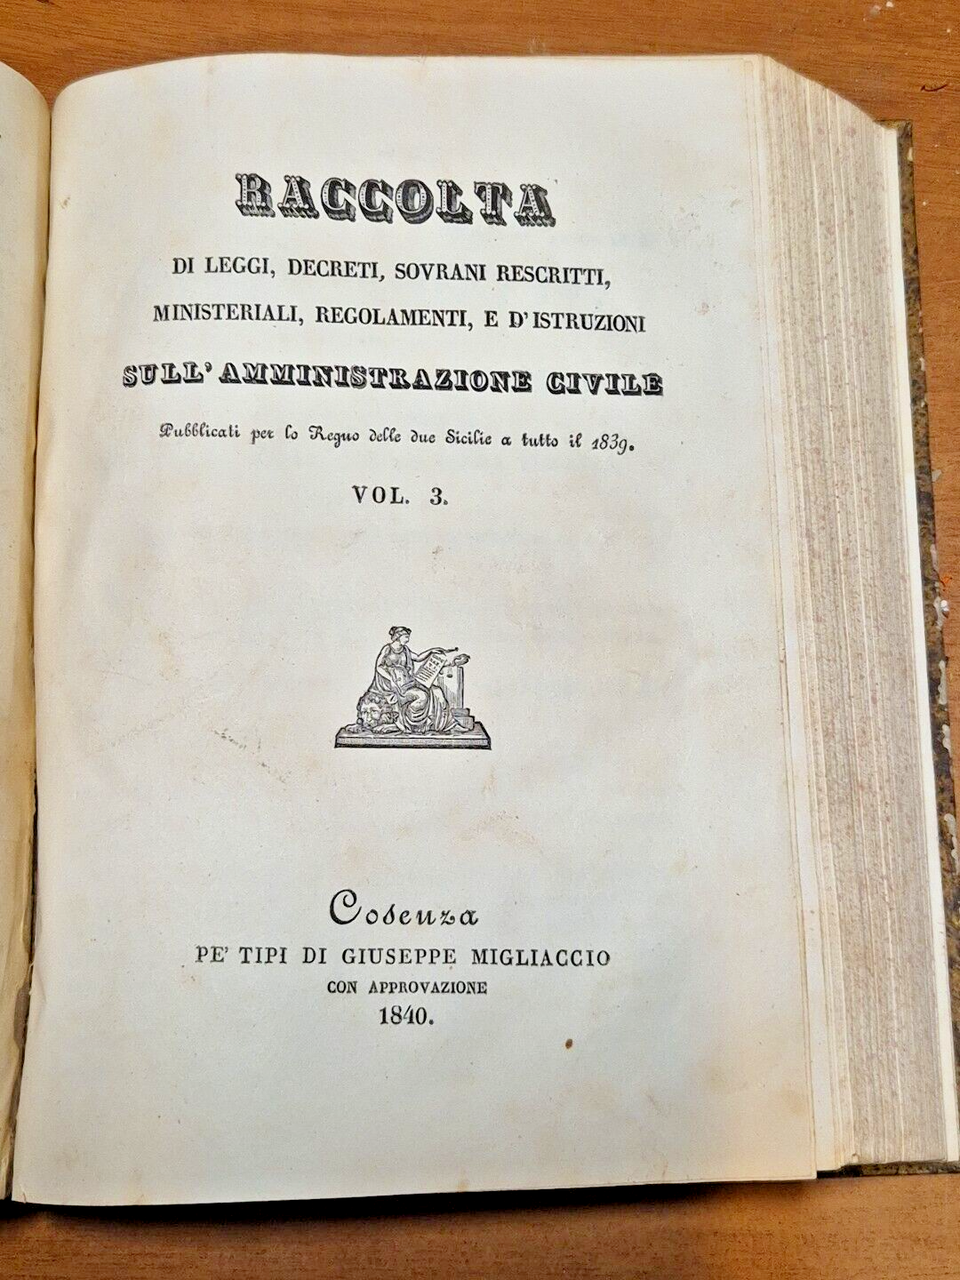 RACCOLTA
DI LEGGI, DECRETI, SOVRANI RESCRITTI,
MINISTERIALI, REGOLAMENTI, E D'ISTRUZIONI
SULL'AMMINISTRAZIONE CIVILE
Pubblicati per lo Regno delle due Sicilie a tutto il 1839.
VOL. 3.
Cosenza
PE' TIPI DI GIUSEPPE MIGLIACCIO
CON APPROVAZIONE
1840.